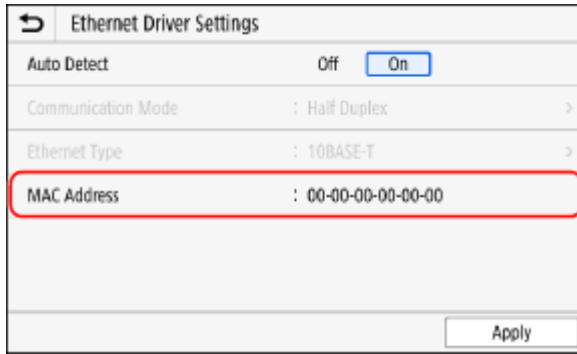 Ethernet Driver Settings
Auto Detect Off On
Communication Mode : Half Duplex >
Ethernet Type : 10BASE-T >
MAC Address : 00-00-00-00-00-00
Apply